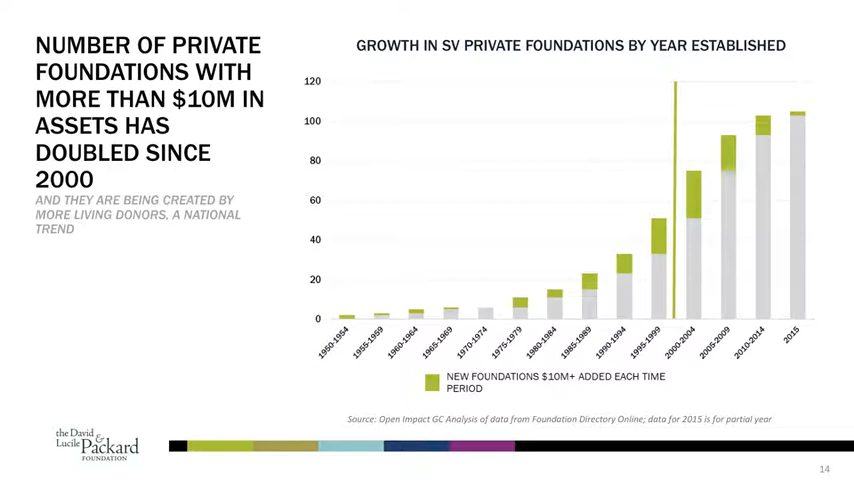 NUMBER OF PRIVATE
FOUNDATIONS WITH
MORE THAN $10M IN
ASSETS HAS
DOUBLED SINCE
2000
AND THEY ARE BEING CREATED BY
MORE LIVING DONORS, A NATIONAL
TREND
GROWTH IN SV PRIVATE FOUNDATIONS BY YEAR ESTABLISHED
120
100
80
60
40
20
0
1950-1954
1955-1959
1960-1964
1965-1969
1970-1974
1975-1979
1980-1984
1985-1989
1990-1994
1995-1999
2000-2004
2005-2009
2010-2014
2015
NEW FOUNDATIONS $10M+ ADDED EACH TIME
PERIOD
Source: Open Impact GC Analysis of data from Foundation Directory Online; data for 2015 is for partial year
the David &
Lucile Packard
FOUNDATION
14